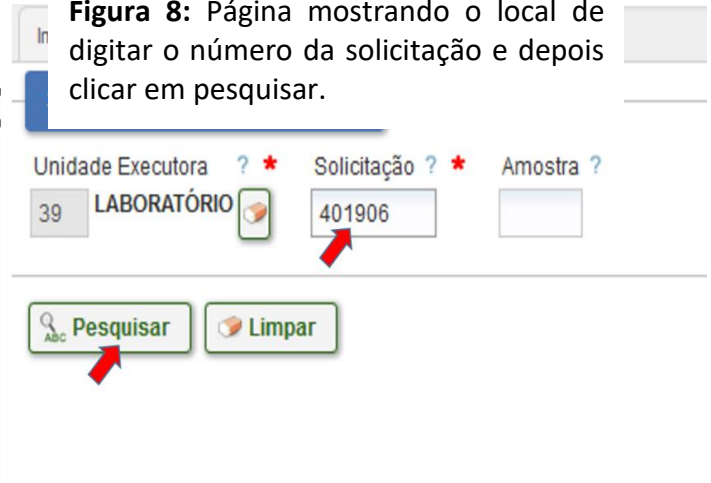 Figura 8: Página mostrando o local de
digitar o número da solicitação e depois
clicar em pesquisar.
Unidade Executora ? * Solicitação ? * Amostra ?
39 LABORATÓRIO 401906
ABC Pesquisar Limpar